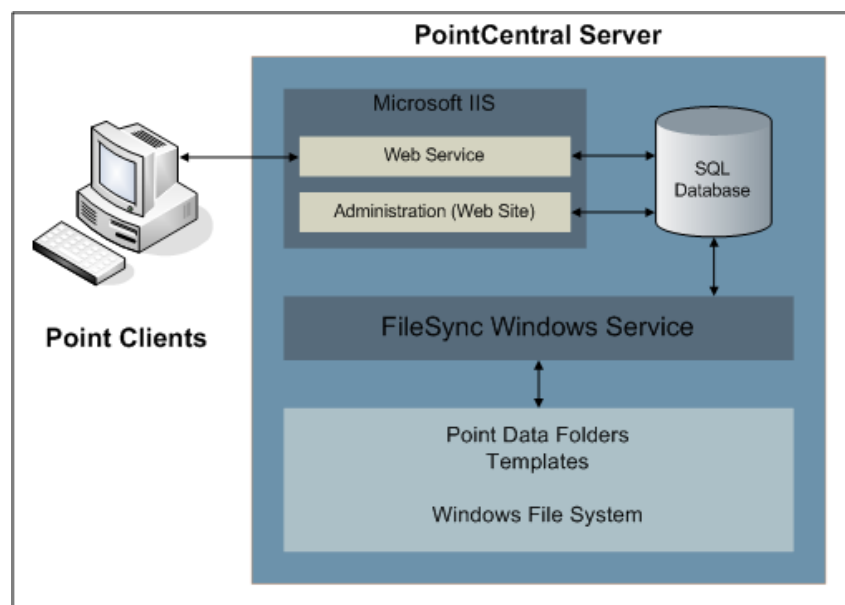 PointCentral Server
Microsoft IIS
Web Service
Administration (Web Site)
SQL
Database
Point Clients
FileSync Windows Service
Point Data Folders
Templates
Windows File System